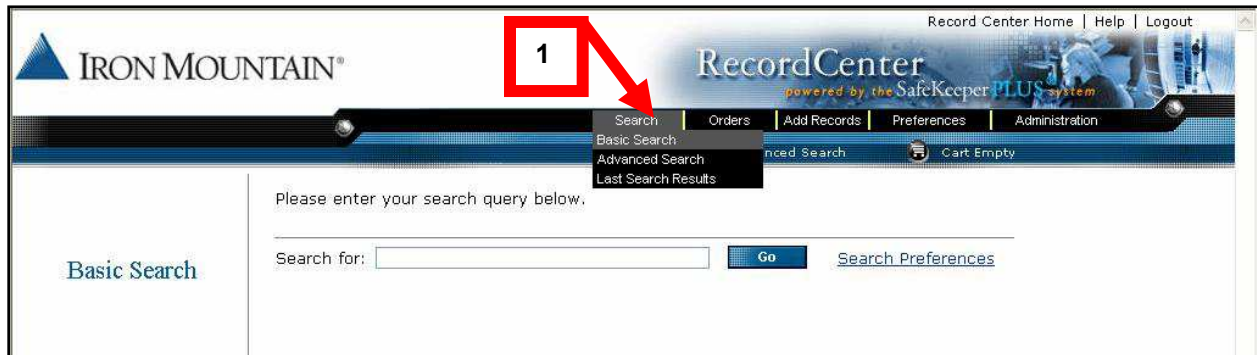 Record Center Home | Help | Logout
IRON MOUNTAIN®
1
RecordCenter
powered by the SafeKeeper PLUS system
Search | Orders | Add Records | Preferences | Administration
Basic Search
Advanced Search
Last Search Results
nced Search
Cart Empty
Please enter your search query below.
Basic Search
Search for:
Go
Search Preferences